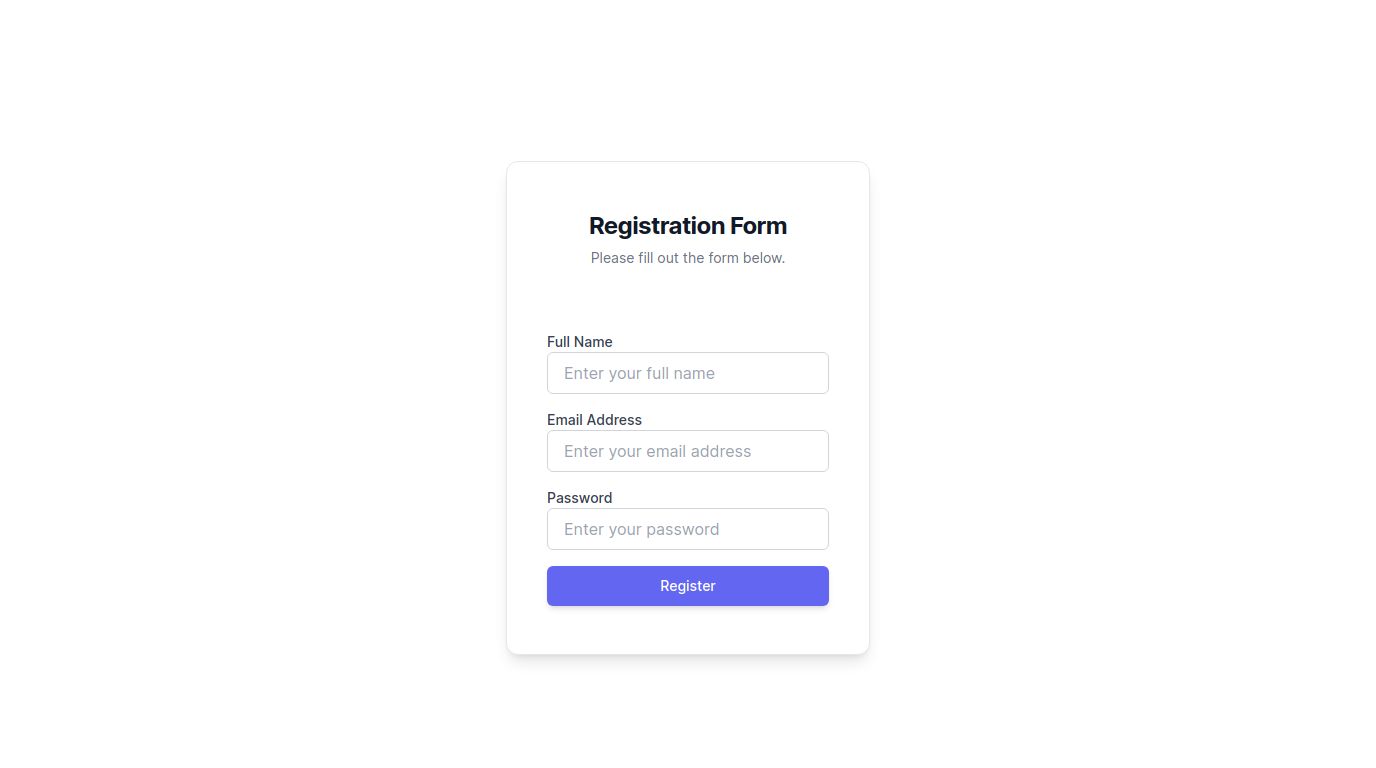 Registration Form
Please fill out the form below.
Full Name
Enter your full name
Email Address
Enter your email address
Password
Enter your password
Register